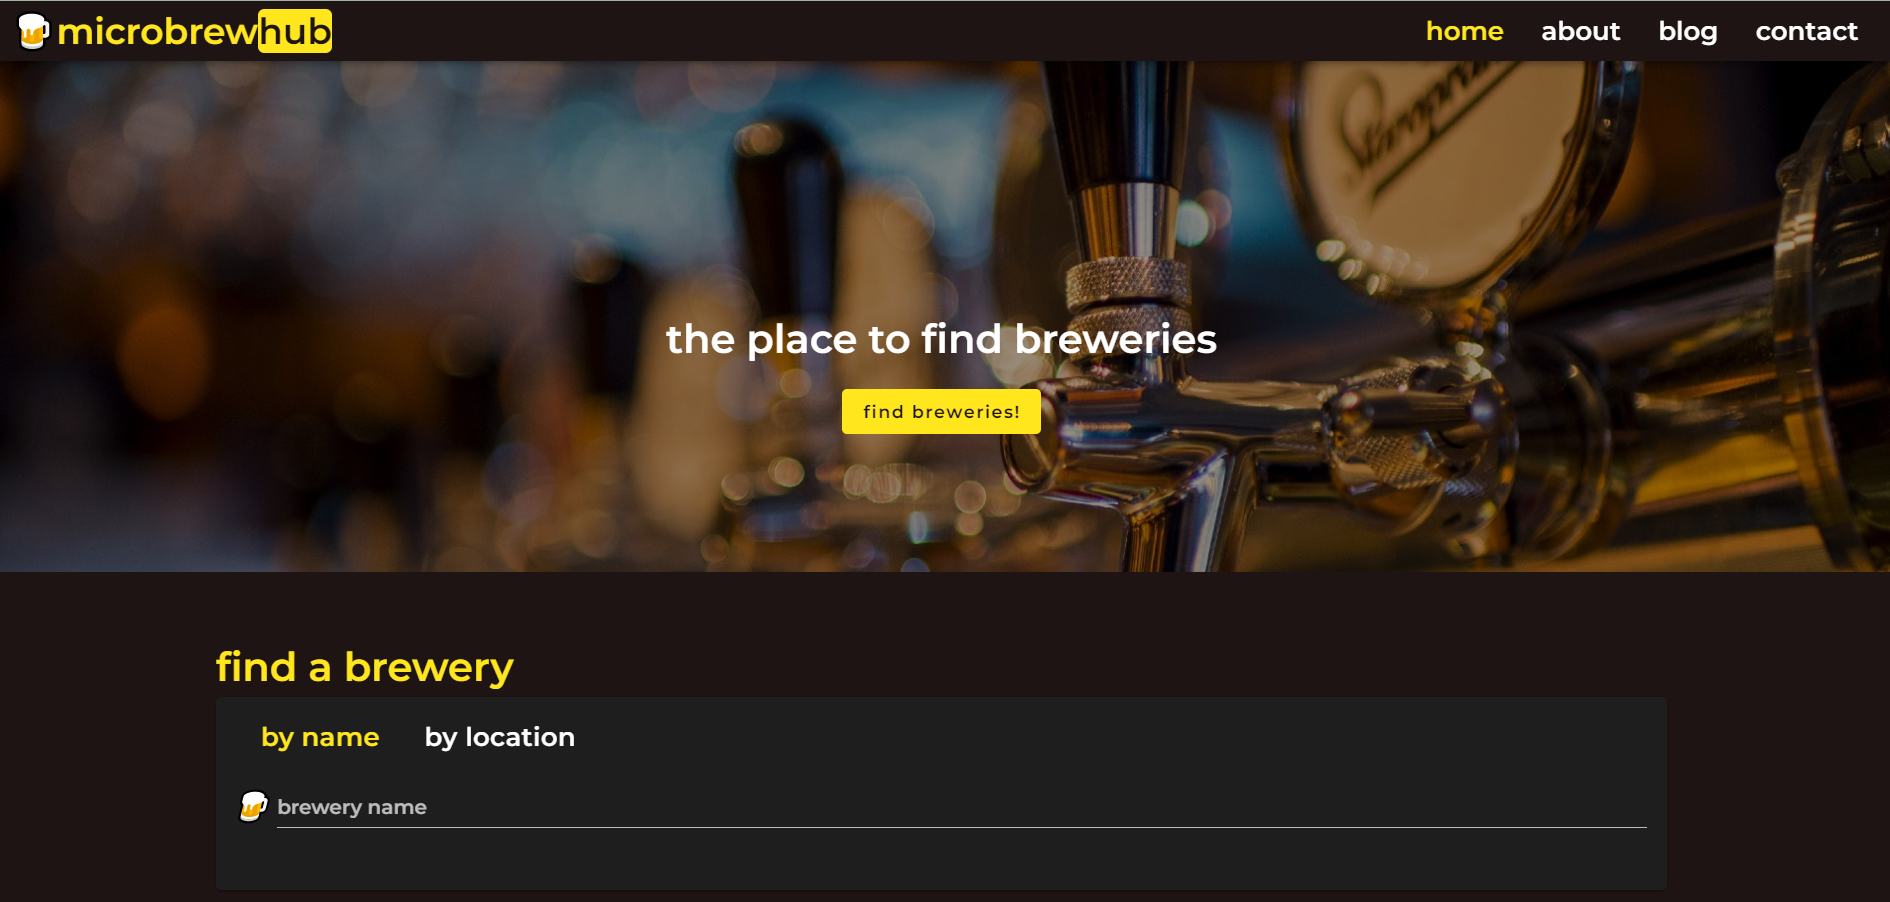 microbrewhub
home about blog contact
the place to find breweries
find breweries!
find a brewery
by name by location
brewery name